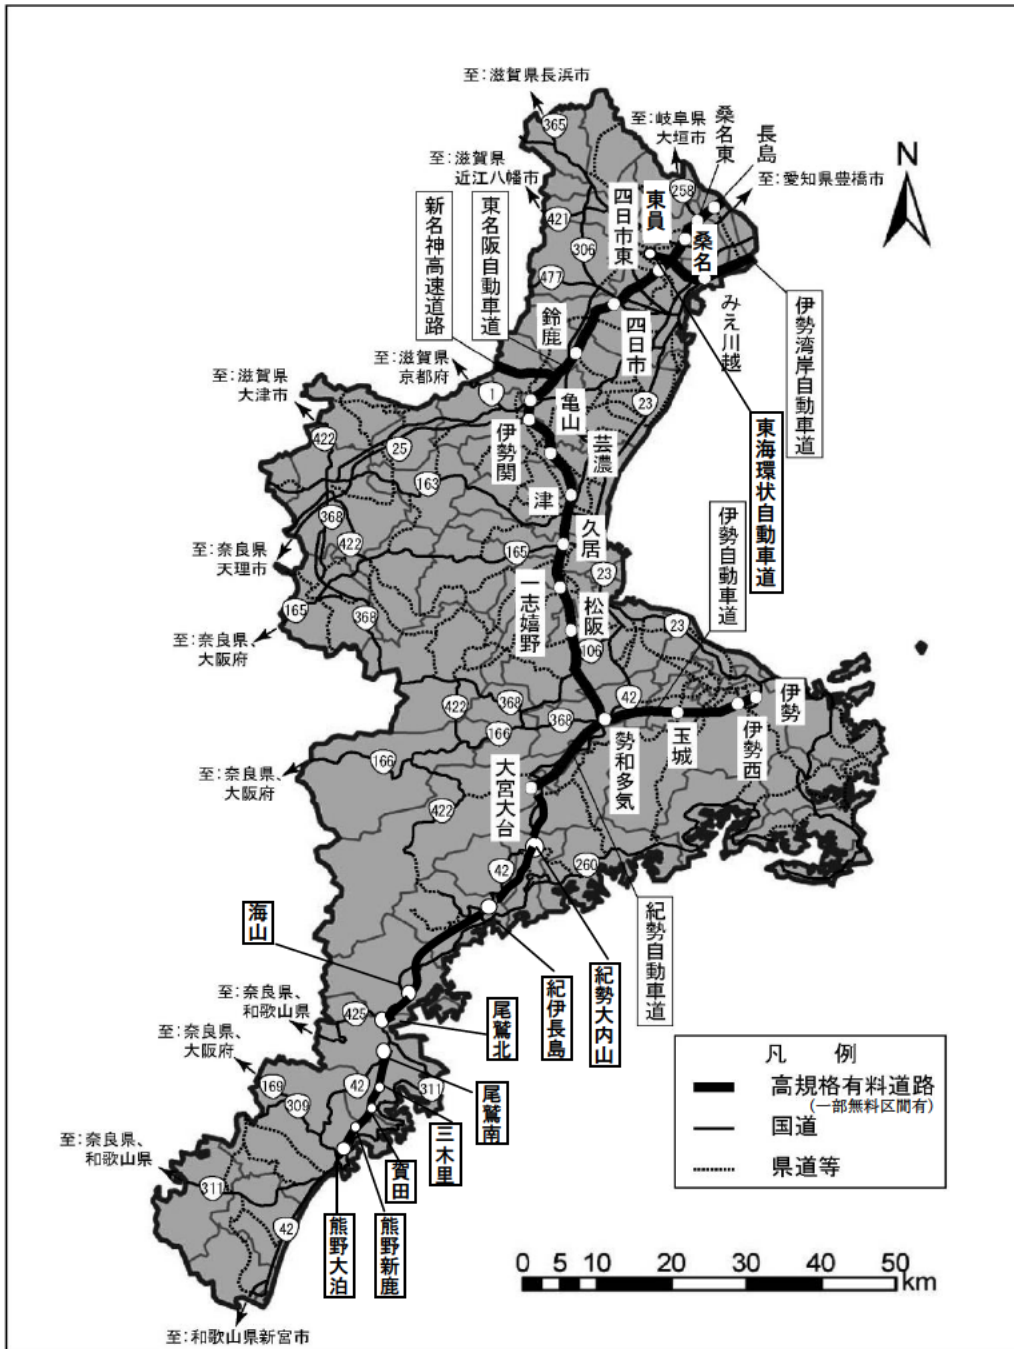 至：滋賀県長浜市
365
至：岐阜県
大垣市
桑名東
長島
N
至：滋賀県
近江八幡市
258
至：愛知県豊橋市
新名神高速道路
東名阪自動車道
421
四日市東
東員
桑名
306
477
鈴鹿
四日市
みえ川越
伊勢湾岸自動車道
至：滋賀県
京都府
至：滋賀県
大津市
1
23
亀山
422
25
伊勢関
芸濃
東海環状自動車道
163
津
伊勢自動車道
368
422
久居
至：奈良県
天理市
165
23
一志嬉野
松阪
165
368
23
至：奈良県、
大阪府
106
42
伊勢
422
368
368
166
玉城
伊勢西
勢和多気
166
至：奈良県、
大阪府
大宮大台
422
42
260
海山
紀勢自動車道
至：奈良県、
和歌山県
425
尾鷲北
紀伊長島
紀勢大内山
至：奈良県、
大阪府
凡　例
169
42
311
高規格有料道路
(一部無料区間有)
309
尾鷲南
国道
至：奈良県、
和歌山県
三木里
県道等
賀田
311
42
熊野大泊
熊野新鹿
0 5 10 20 30 40 50
km
至：和歌山県新宮市